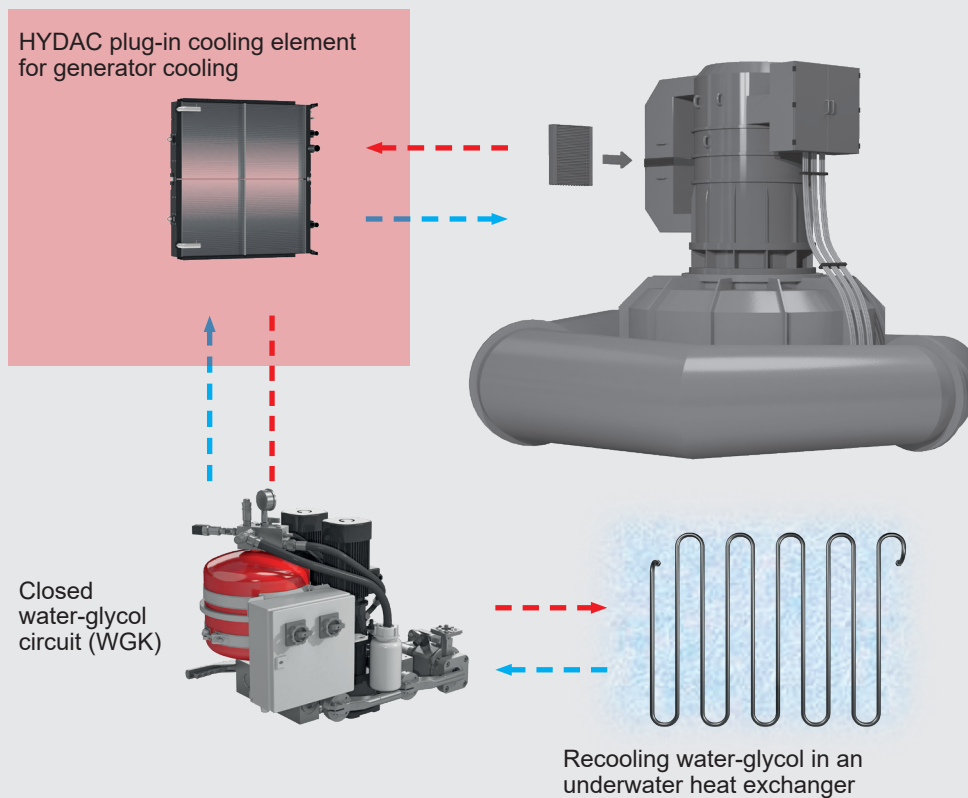 HYDAC plug-in cooling element
for generator cooling
Closed
water-glycol
circuit (WGK)
Recooling water-glycol in an
underwater heat exchanger